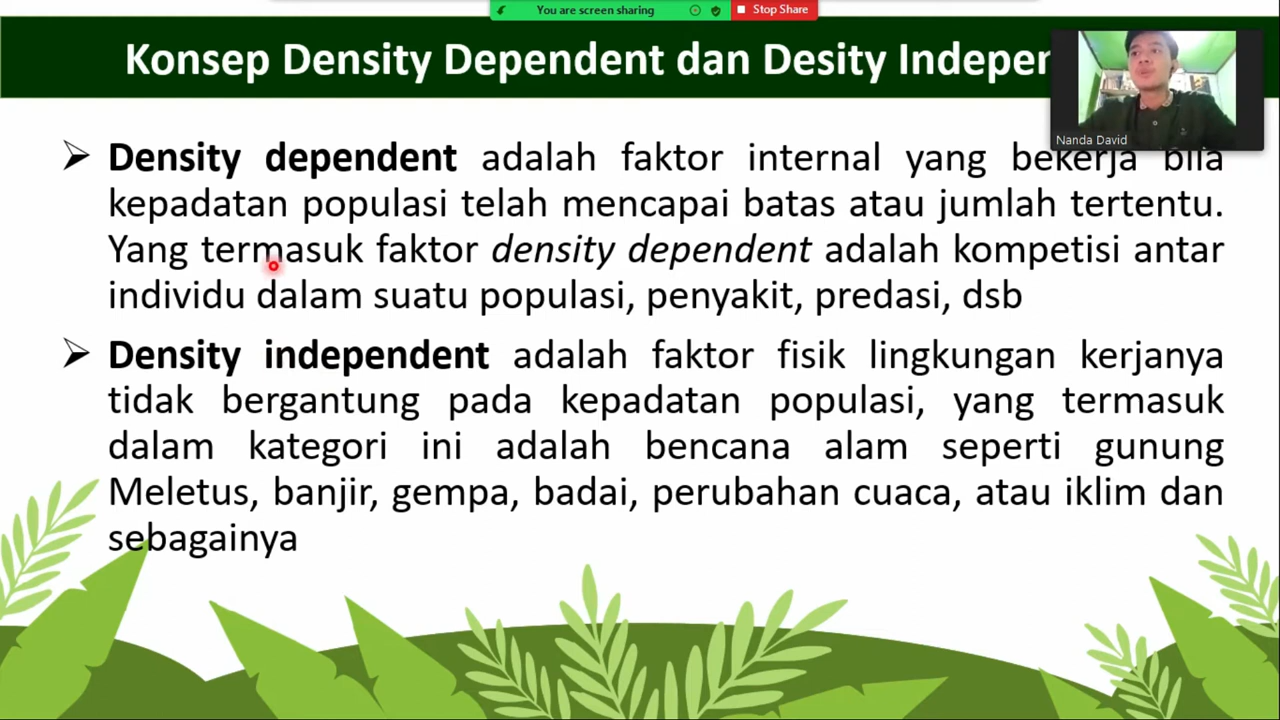 You are screen sharing
Stop Share
Konsep Density Dependent dan Desity Indepen
Nanda David
Density dependent adalah faktor internal yang bekerja bila
kepadatan populasi telah mencapai batas atau jumlah tertentu.
Yang termasuk faktor density dependent adalah kompetisi antar
individu dalam suatu populasi, penyakit, predasi, dsb
Density independent adalah faktor fisik lingkungan kerjanya
tidak bergantung pada kepadatan populasi, yang termasuk
dalam kategori ini adalah bencana alam seperti gunung
Meletus, banjir, gempa, badai, perubahan cuaca, atau iklim dan
sebagainya